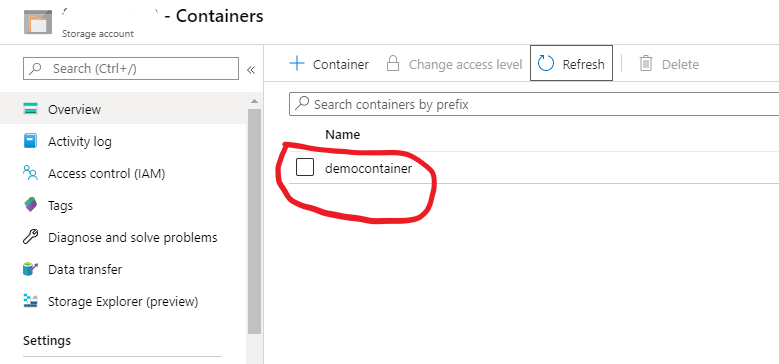 - Containers
Storage account
Search (Ctrl+/)
«
Overview
Activity log
Access control (IAM)
Tags
Diagnose and solve problems
Data transfer
Storage Explorer (preview)
Settings
+ Container
Change access level
Refresh
Delete
Search containers by prefix
Name
democontainer